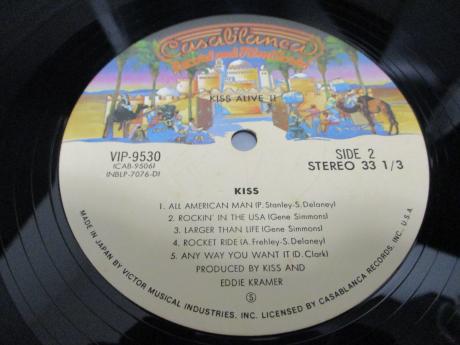 Casablanca
Record and FilmWorks
KISS ALIVE II
VIP-9530
(CAB-9506)
INBLP-7076-DI
SIDE 2
STEREO 33 1/3
KISS
1. ALL AMERICAN MAN (P. Stanley-S. Delaney)
2. ROCKIN' IN THE USA (Gene Simmons)
3. LARGER THAN LIFE (Gene Simmons)
4. ROCKET RIDE (A. Frehley-S. Delaney)
5. ANY WAY YOU WANT IT (D. Clark)
PRODUCED BY KISS AND
EDDIE KRAMER
Ⓢ
MADE IN JAPAN BY VICTOR MUSICAL INDUSTRIES, INC. LICENSED BY CASABLANCA RECORDS, INC., U.S.A.